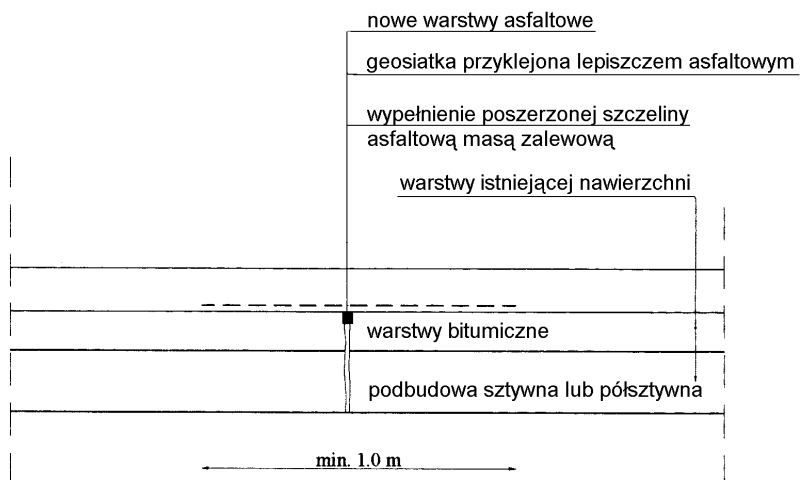 nowe warstwy asfaltowe
geosiatka przyklejona lepiszczem asfaltowym
wypełnienie poszerzonej szczeliny
asfaltową masą zalewową
warstwy istniejącej nawierzchni
warstwy bitumiczne
podbudowa sztywna lub półsztywna
min. 1.0 m